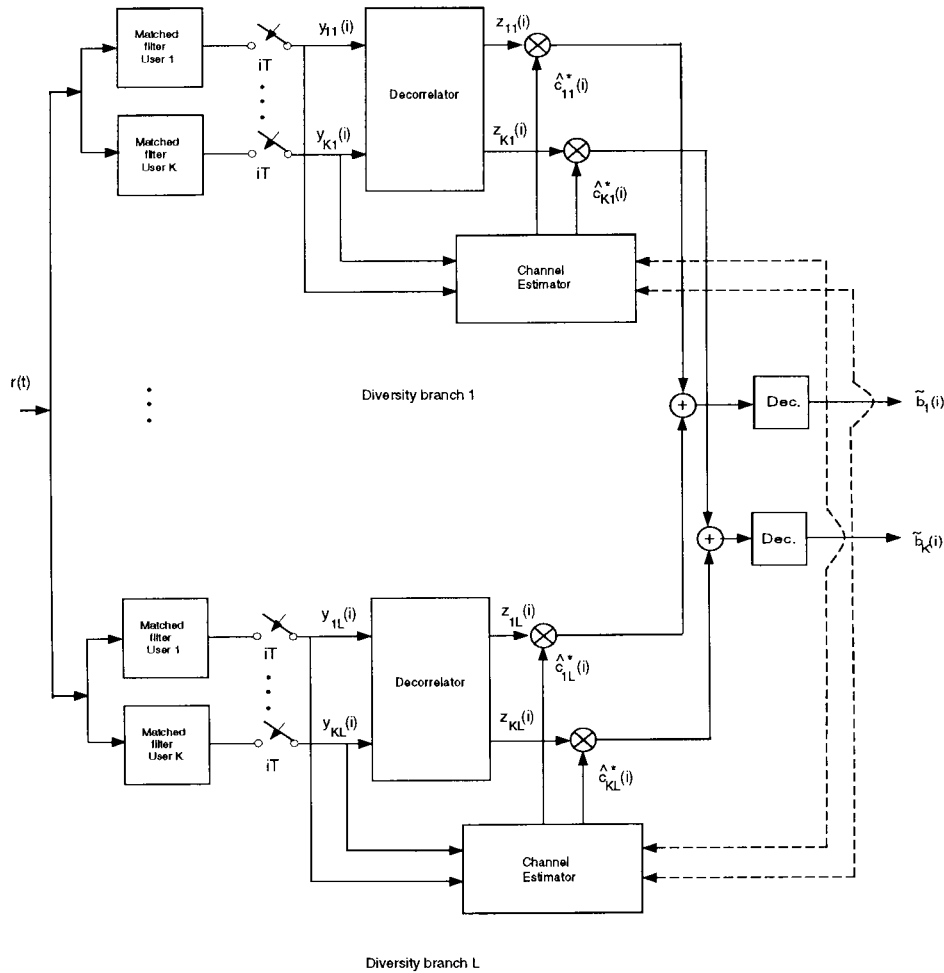 Matched
filter
User 1
iT
y11(i)
Decorrelator
z11(i)
ĉ*11(i)
Matched
filter
User K
iT
yK1(i)
zK1(i)
ĉ*K1(i)
Channel
Estimator
r(t)
Diversity branch 1
+
Dec.
b̃1(i)
+
Dec.
b̃K(i)
Matched
filter
User 1
iT
y1L(i)
Decorrelator
z1L(i)
ĉ*1L(i)
Matched
filter
User K
iT
yKL(i)
zKL(i)
ĉ*KL(i)
Channel
Estimator
Diversity branch L